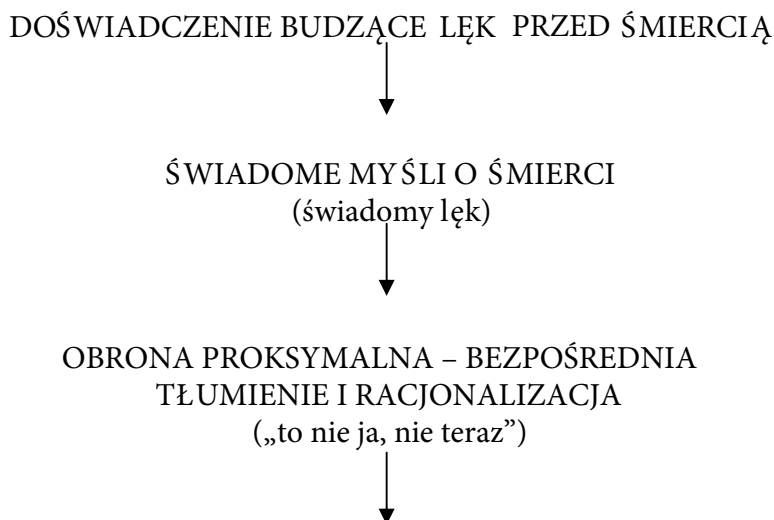 DOŚWIADCZENIE BUDZĄCE LĘK PRZED ŚMIERCIĄ
ŚWIADOME MYŚLI O ŚMIERCI
(świadomy lęk)
OBRONA PROKSYMALNA – BEZPOŚREDNIA
TŁUMIENIE I RACJONALIZACJA
(„to nie ja, nie teraz”)